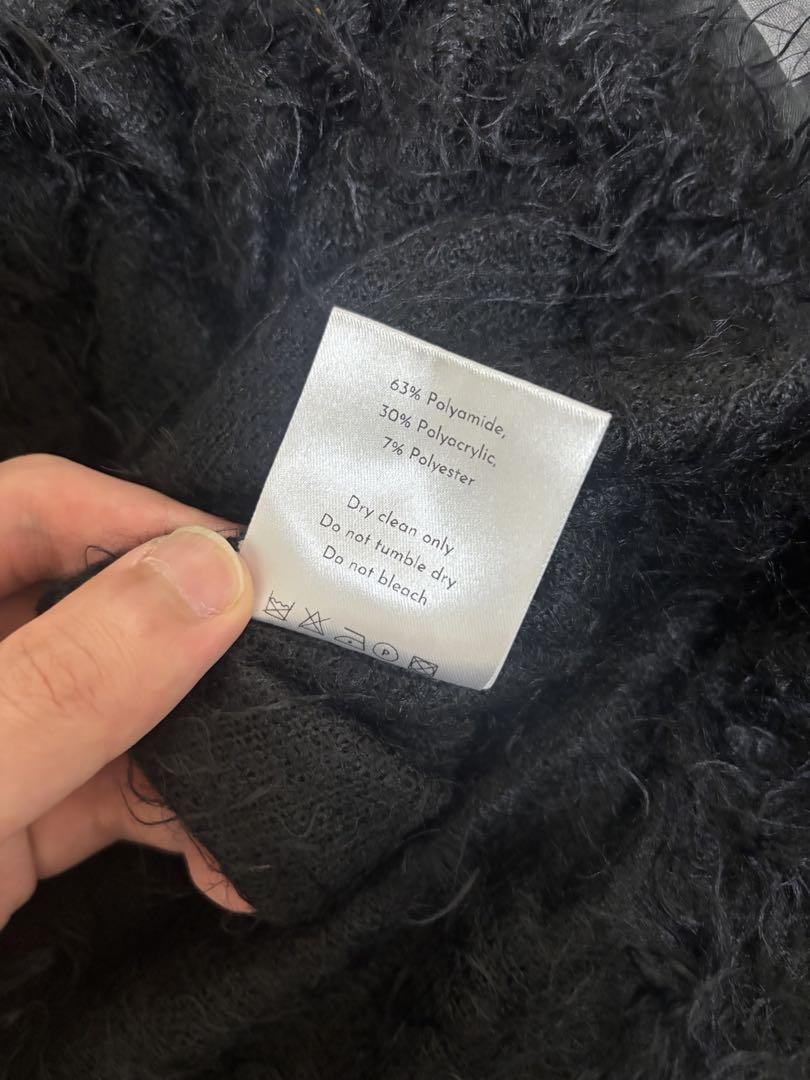 63% Polyamide,
30% Polyacrylic,
7% Polyester
Dry clean only
Do not tumble dry
Do not bleach
P